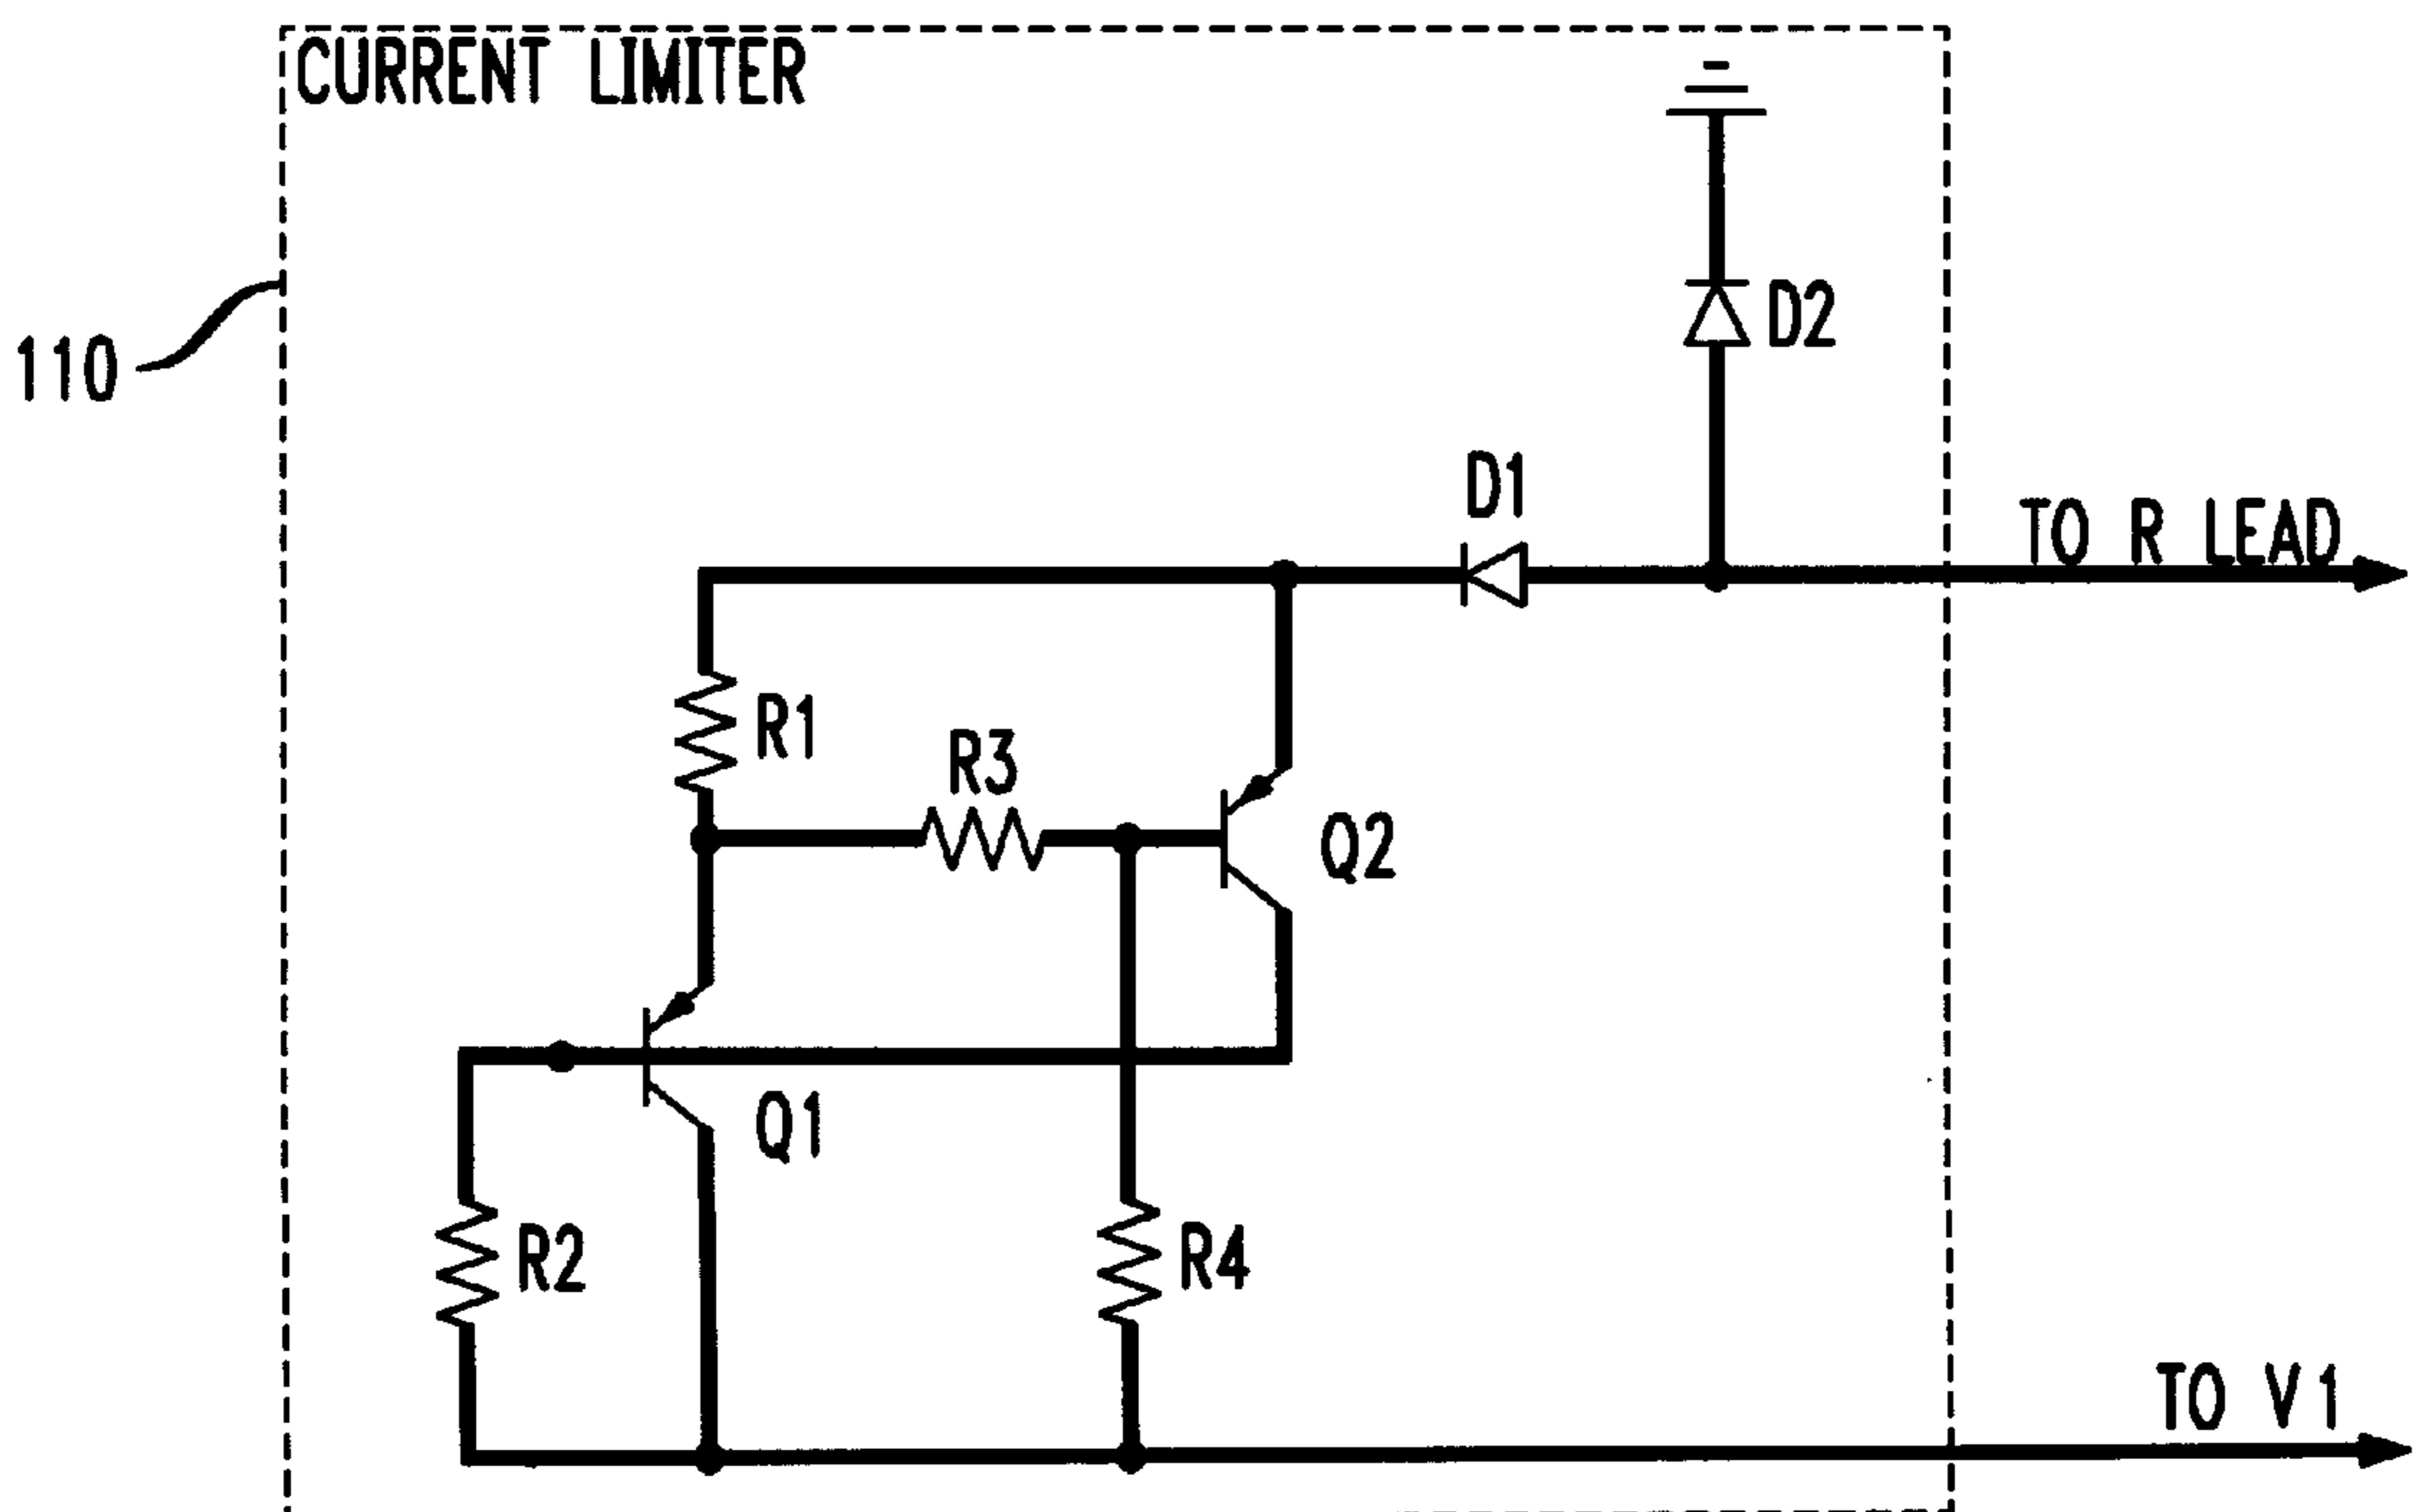 CURRENT LIMITER
110
D2
D1
TO R LEAD
R1
R3
Q2
Q1
R2
R4
TO V1